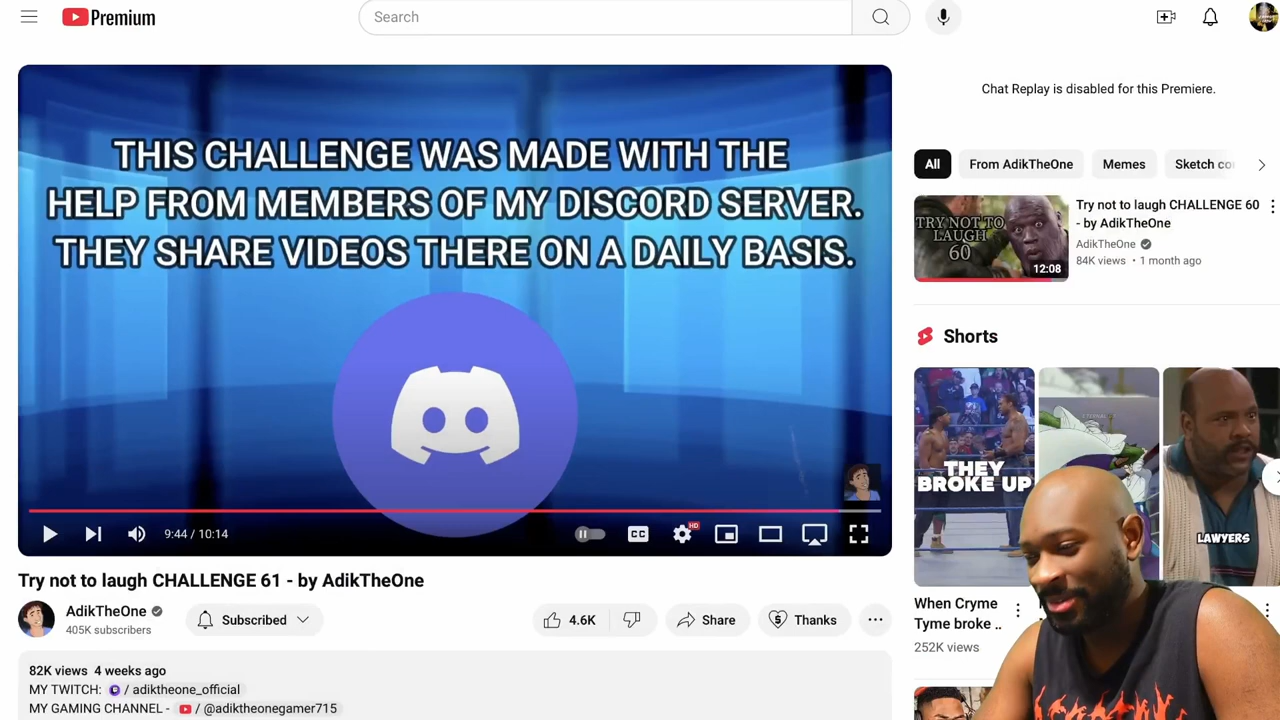 Premium
Search
THIS CHALLENGE WAS MADE WITH THE
HELP FROM MEMBERS OF MY DISCORD SERVER.
THEY SHARE VIDEOS THERE ON A DAILY BASIS.
9:44 / 10:14
CC
HD
Try not to laugh CHALLENGE 61 - by AdikTheOne
AdikTheOne
405K subscribers
Subscribed
4.6K
Share
Thanks
82K views 4 weeks ago
MY TWITCH: / adiktheone_official
MY GAMING CHANNEL - / @adiktheonegamer715
Chat Replay is disabled for this Premiere.
All
From AdikTheOne
Memes
Sketch co
TRY NOT TO
LAUGH
60
12:08
Try not to laugh CHALLENGE 60
- by AdikTheOne
AdikTheOne
84K views • 1 month ago
Shorts
THEY
BROKE UP
LAWYERS
When Cryme
Tyme broke ..
252K views